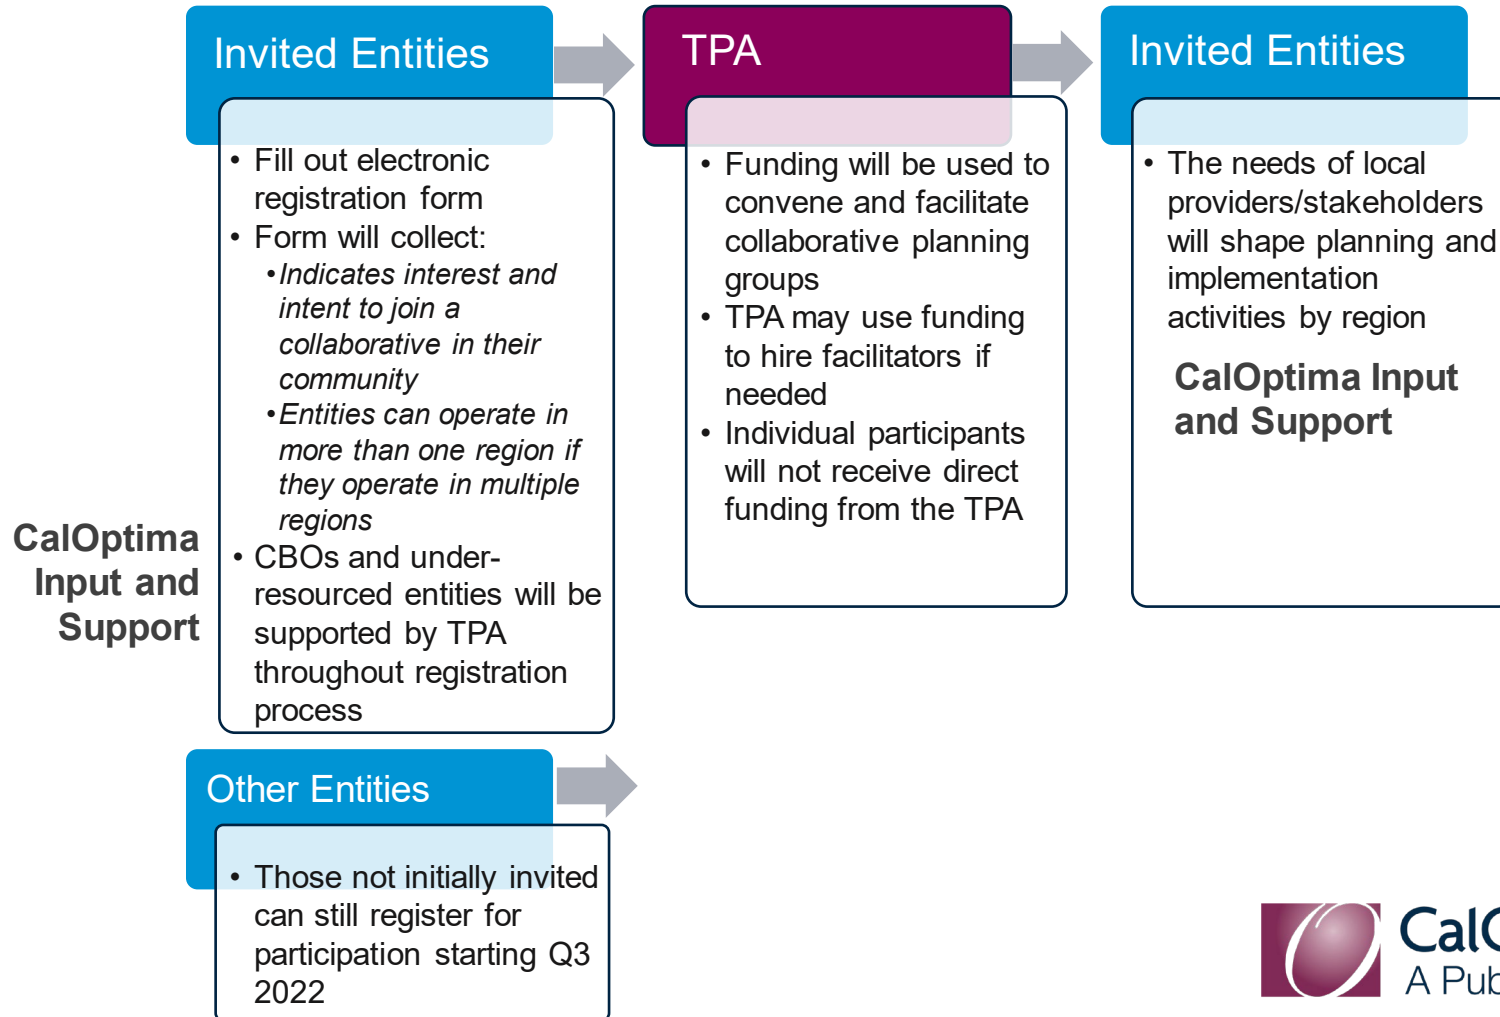 Invited Entities
• Fill out electronic
registration form
• Form will collect:
•Indicates interest and
intent to join a
collaborative in their
community
•Entities can operate in
more than one region if
they operate in multiple
regions
• CBOs and under-
resourced entities will be
supported by TPA
throughout registration
process
CalOptima
Input and
Support
TPA
• Funding will be used to
convene and facilitate
collaborative planning
groups
• TPA may use funding
to hire facilitators if
needed
• Individual participants
will not receive direct
funding from the TPA
Invited Entities
• The needs of local
providers/stakeholders
will shape planning and
implementation
activities by region
CalOptima Input
and Support
Other Entities
• Those not initially invited
can still register for
participation starting Q3
2022
A